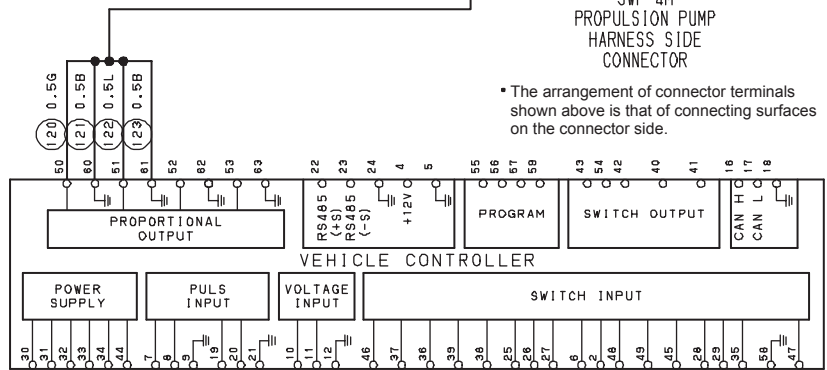 PROPULSION PUMP
HARNESS SIDE
CONNECTOR
▪ The arrangement of connector terminals
shown above is that of connecting surfaces
on the connector side.
120 0.5G
121 0.5B
122 0.5L
123 0.5B
50 60 51 61 52 62 53 63 22 23 24 4 5 55 56 57 59 43 54 42 40 41 16 17 18
PROPORTIONAL
OUTPUT
RS485
(+S)
RS485
(-S)
+12V
PROGRAM
SWITCH OUTPUT
CAN H
CAN L
VEHICLE CONTROLLER
POWER
SUPPLY
PULS
INPUT
VOLTAGE
INPUT
SWITCH INPUT
30 31 32 33 34 44 7 8 9 19 20 21 10 11 12 46 37 36 39 38 25 26 27 6 2 48 49 45 28 29 35 58 47